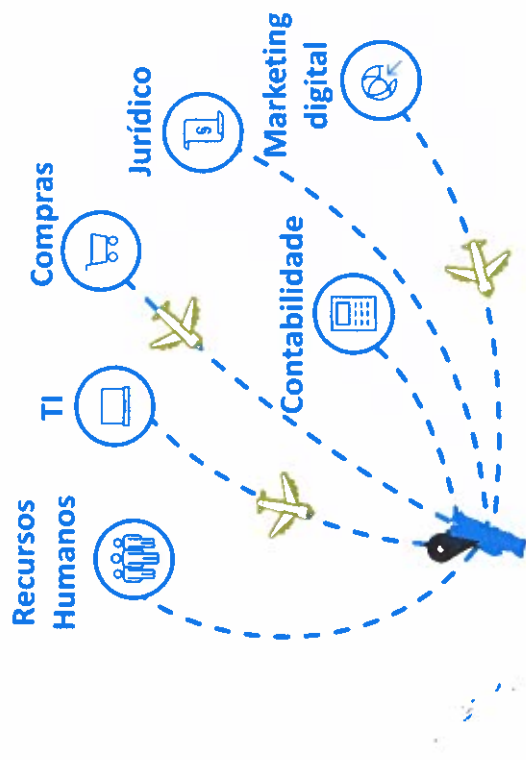 Recursos
Humanos
TI
Compras
Contabilidade
Jurídico
Marketing
digital
$